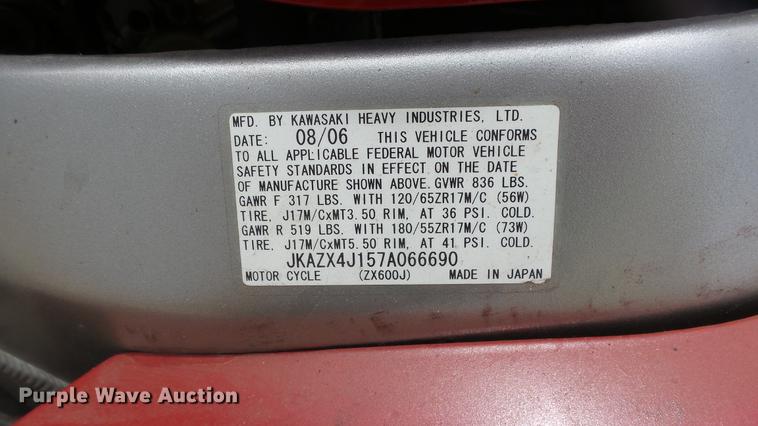 MFD. BY KAWASAKI HEAVY INDUSTRIES, LTD.
DATE: 08/06 THIS VEHICLE CONFORMS
TO ALL APPLICABLE FEDERAL MOTOR VEHICLE
SAFETY STANDARDS IN EFFECT ON THE DATE
OF MANUFACTURE SHOWN ABOVE. GVWR 836 LBS.
GAWR F 317 LBS. WITH 120/65ZR17M/C (56W)
TIRE, J17M/CxMT3.50 RIM, AT 36 PSI. COLD.
GAWR R 519 LBS. WITH 180/55ZR17M/C (73W)
TIRE, J17M/CxMT5.50 RIM, AT 41 PSI. COLD.
JKAZX4J157A066690
MOTOR CYCLE (ZX600J) MADE IN JAPAN
Purple Wave Auction